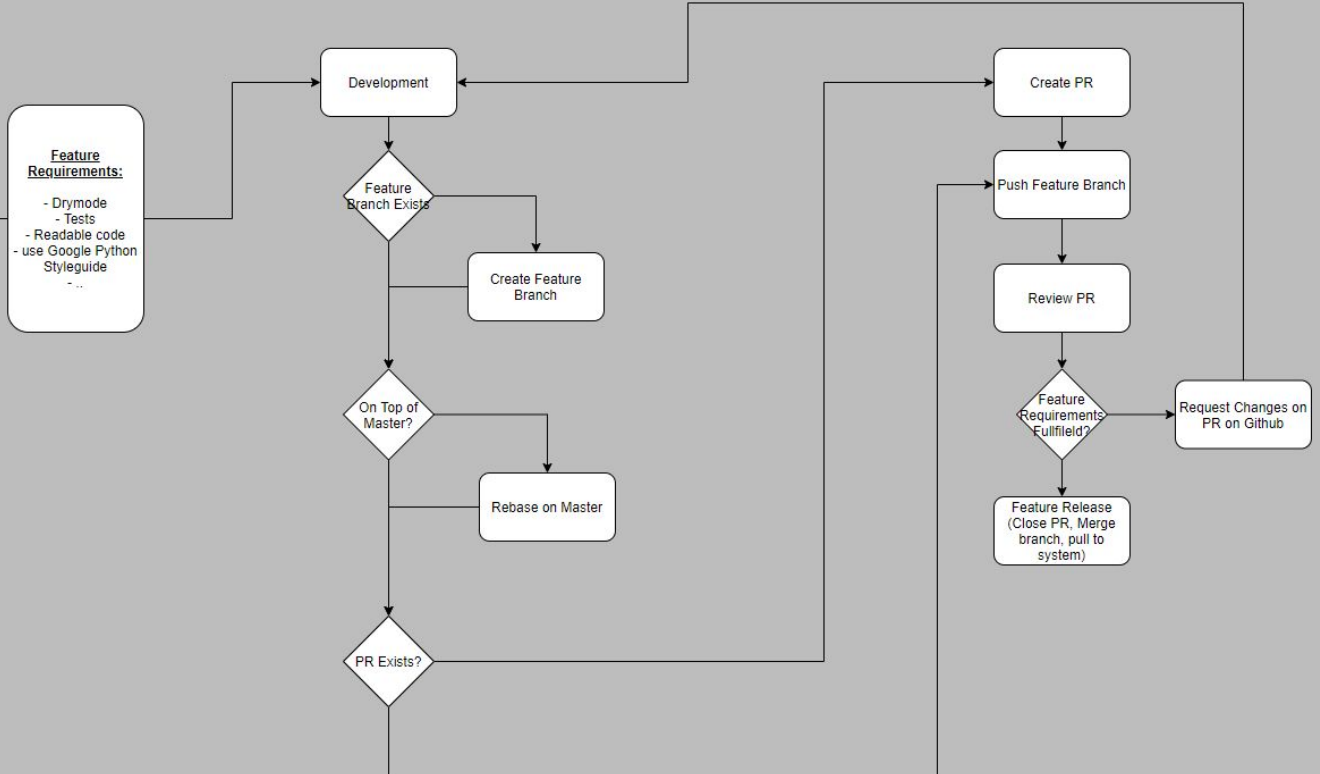 Feature
Requirements:
- Drymode
- Tests
- Readable code
- use Google Python
Styleguide
- ..
Development
Feature
Branch Exists
Create Feature
Branch
On Top of
Master?
Rebase on Master
PR Exists?
Create PR
Push Feature Branch
Review PR
Feature
Requirements
Fullfileld?
Request Changes on
PR on Github
Feature Release
(Close PR, Merge
branch, pull to
system)